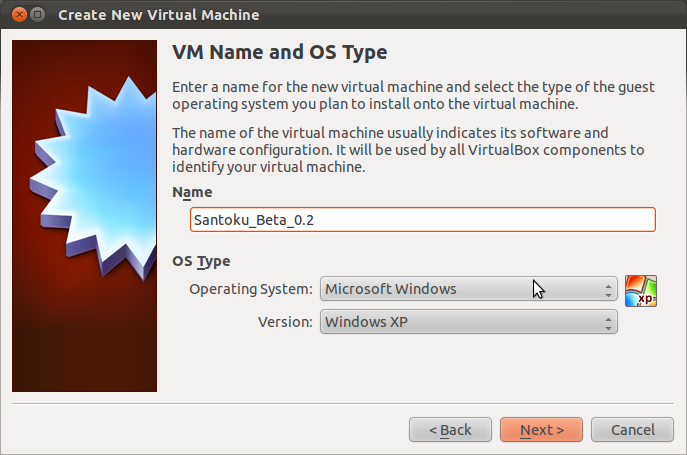 Create New Virtual Machine
VM Name and OS Type
Enter a name for the new virtual machine and select the type of the guest
operating system you plan to install onto the virtual machine.
The name of the virtual machine usually indicates its software and
hardware configuration. It will be used by all VirtualBox components to
identify your virtual machine.
Name
Santoku_Beta_0.2
OS Type
Operating System: Microsoft Windows
xp
Version: Windows XP
< Back Next > Cancel